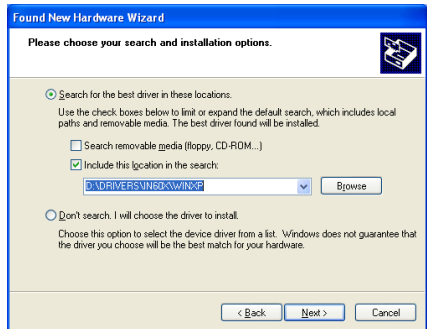 Found New Hardware Wizard
Please choose your search and installation options.
Search for the best driver in these locations.
Use the check boxes below to limit or expand the default search, which includes local
paths and removable media. The best driver found will be installed.
Search removable media (floppy, CD-ROM...)
Include this location in the search:
D:\DRIVERS\IN60X\WINXP
Browse
Don't search. I will choose the driver to install.
Choose this option to select the device driver from a list. Windows does not guarantee that
the driver you choose will be the best match for your hardware.
< Back
Next >
Cancel